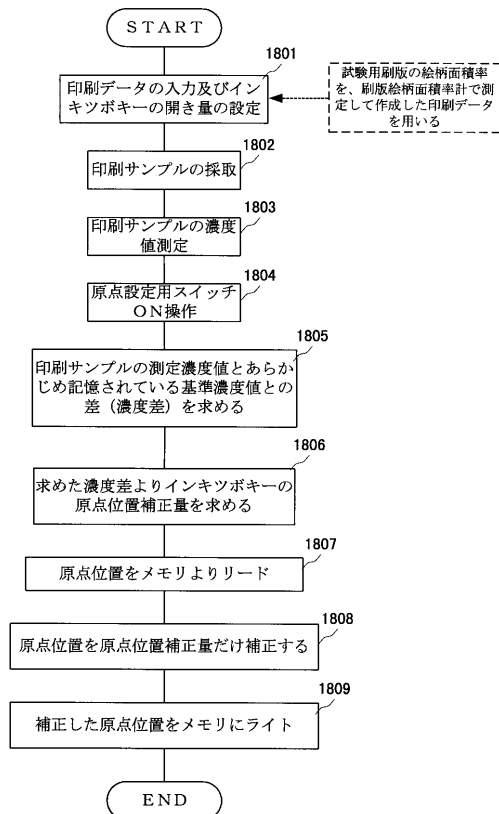 START
1801
印刷データの入力及びイン
キツボキーの開き量の設定
試験用刷版の絵柄面積率
を、刷版絵柄面積率計で測
定して作成した印刷データ
を用いる
1802
印刷サンプルの採取
1803
印刷サンプルの濃度
値測定
1804
原点設定用スイッチ
ON操作
1805
印刷サンプルの測定濃度値とあらか
じめ記憶されている基準濃度値との
差（濃度差）を求める
1806
求めた濃度差よりインキツボキーの
原点位置補正量を求める
1807
原点位置をメモリよりリード
1808
原点位置を原点位置補正量だけ補正する
1809
補正した原点位置をメモリにライト
END